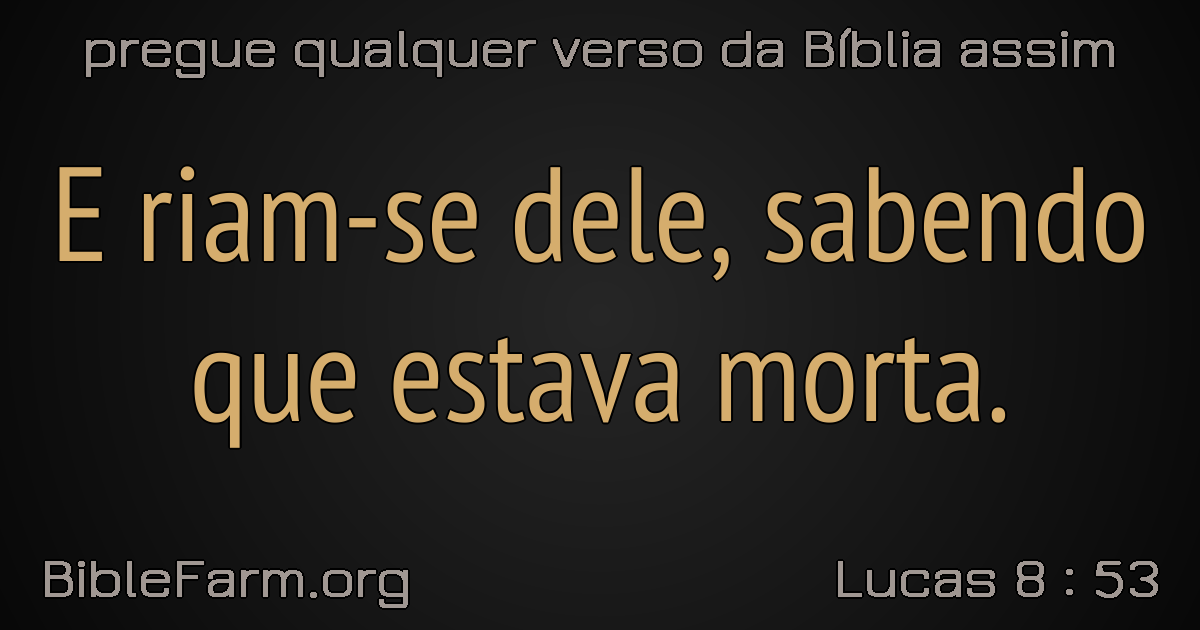 pregue qualquer verso da Bíblia assim
E riam-se dele, sabendo
que estava morta.
BibleFarm.org
Lucas 8 : 53